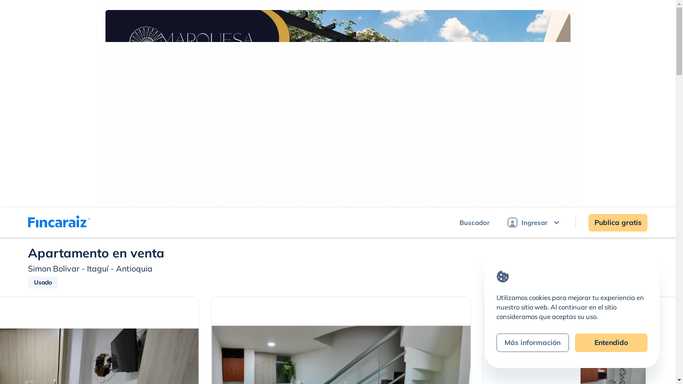 MARQUESA
Fincaraiz
Buscador
Ingresar
Publica gratis
Apartamento en venta
Simon Bolivar - Itaguí - Antioquia
Usado
Utilizamos cookies para mejorar tu experiencia en
nuestro sitio web. Al continuar en el sitio
consideramos que aceptas su uso.
Más información
Entendido